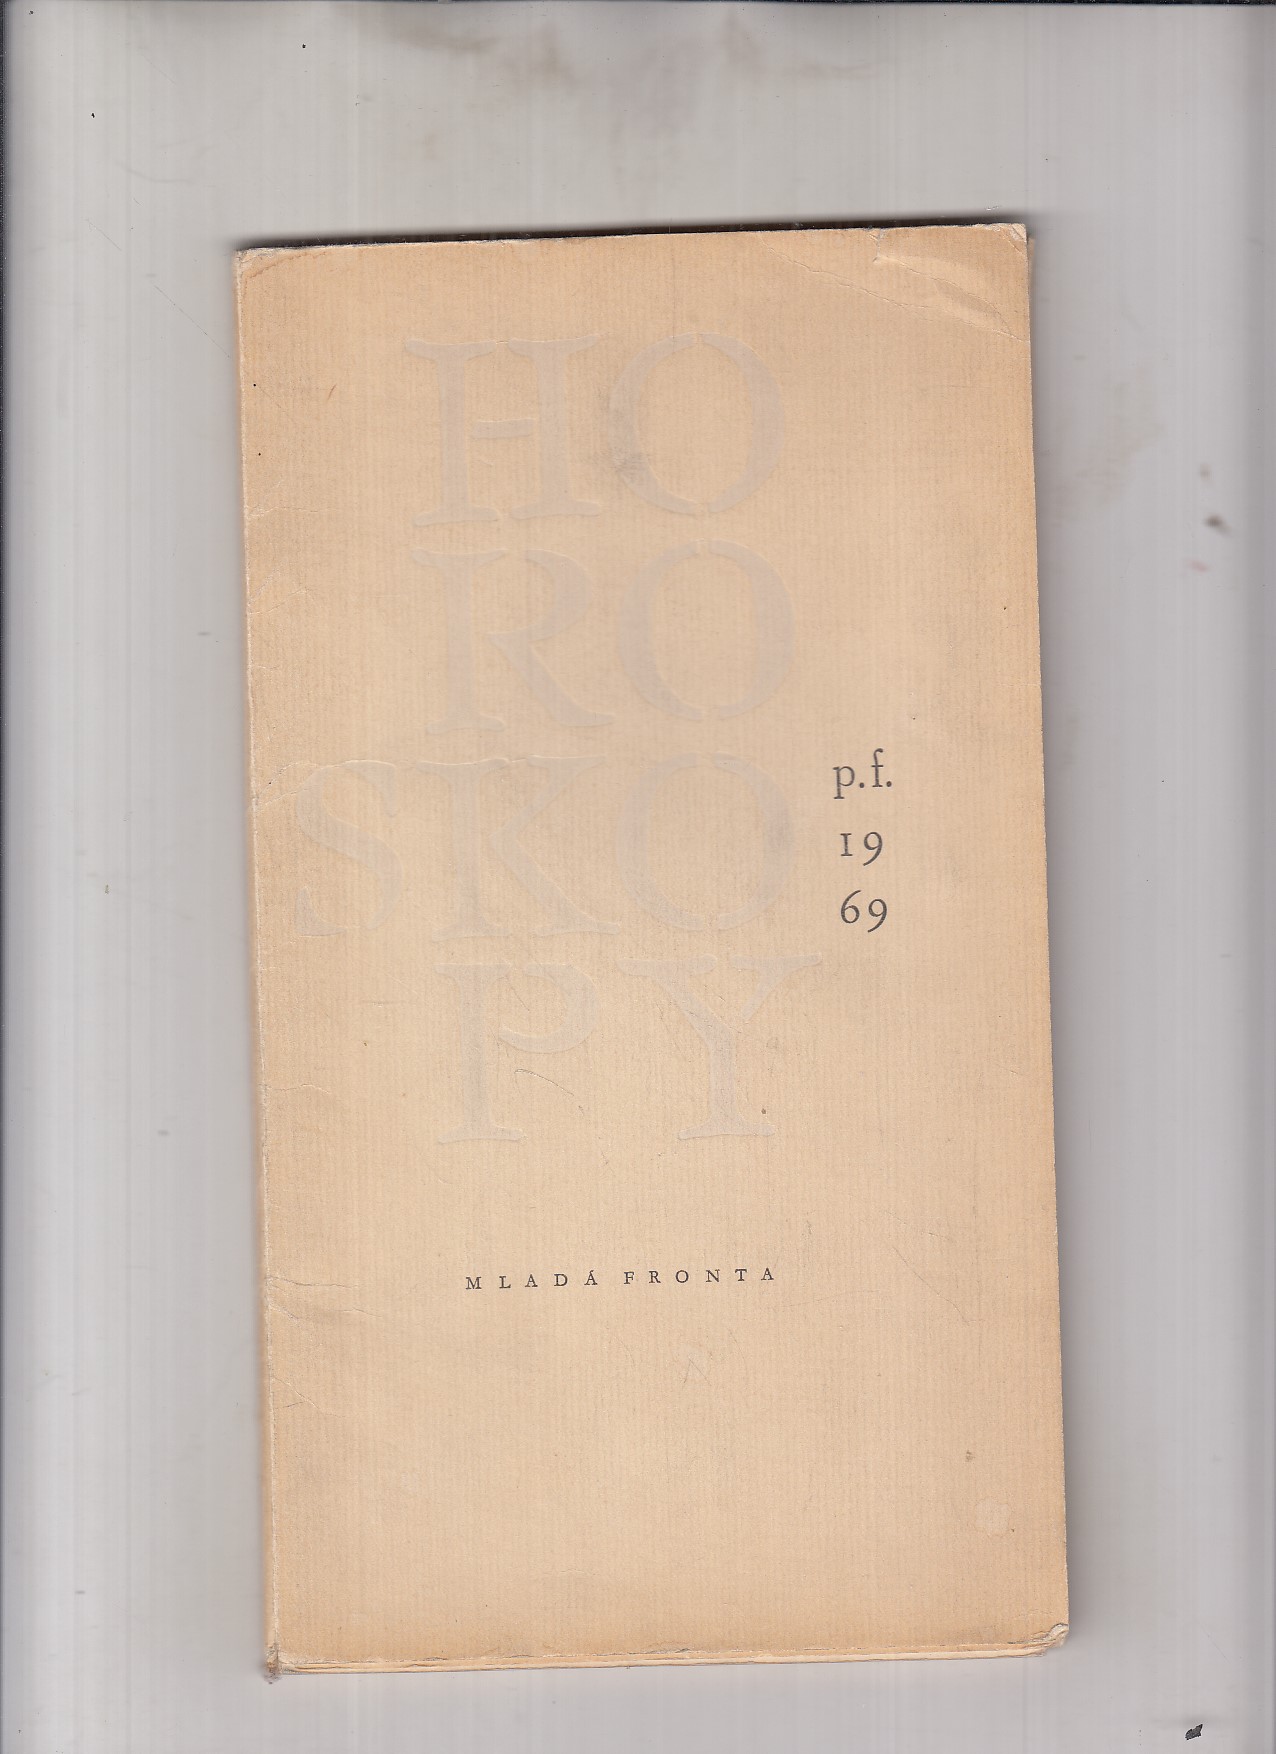 HO
RO
SKO
PY
p.f.
19
69
MLADÁ FRONTA